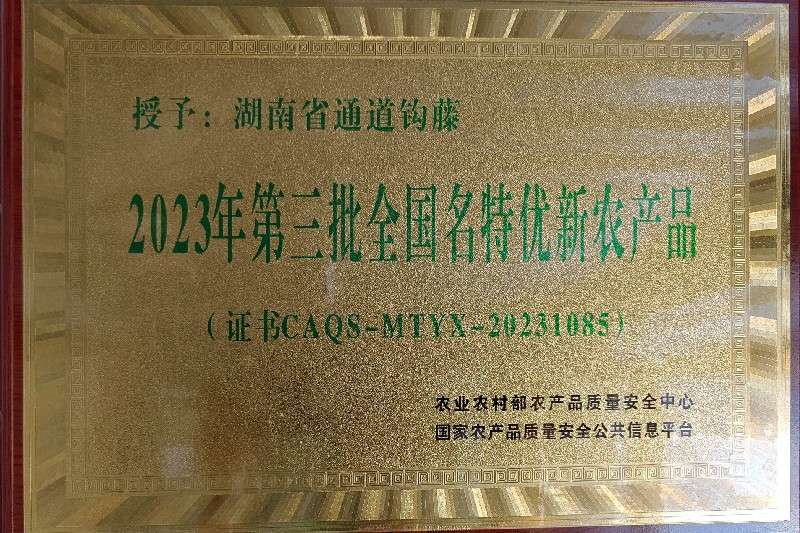 授予：湖南省通道钩藤
2023年第三批全国名特优新农产品
（证书CAQS-MTYX-20231085）
农业农村部农产品质量安全中心
国家农产品质量安全公共信息平台